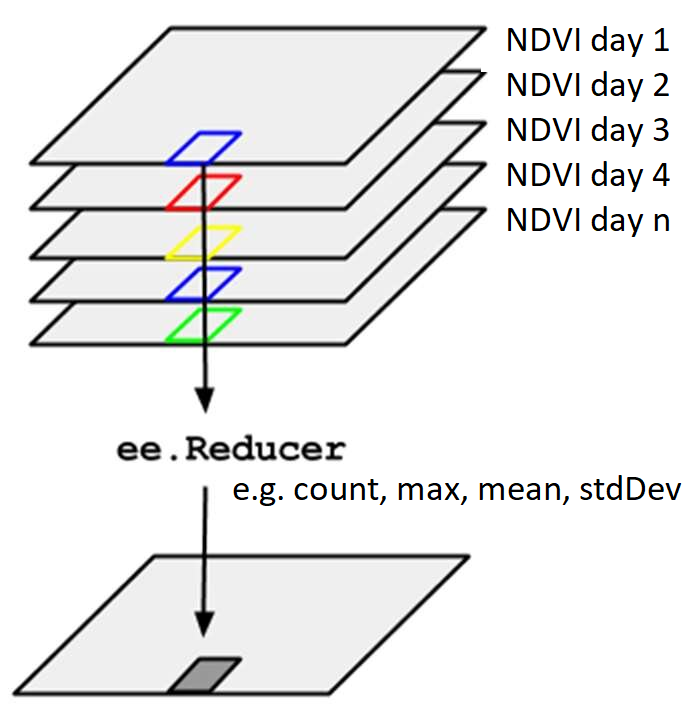 NDVI day 1
NDVI day 2
NDVI day 3
NDVI day 4
NDVI day n
ee.Reducer
e.g. count, max, mean, stdDev